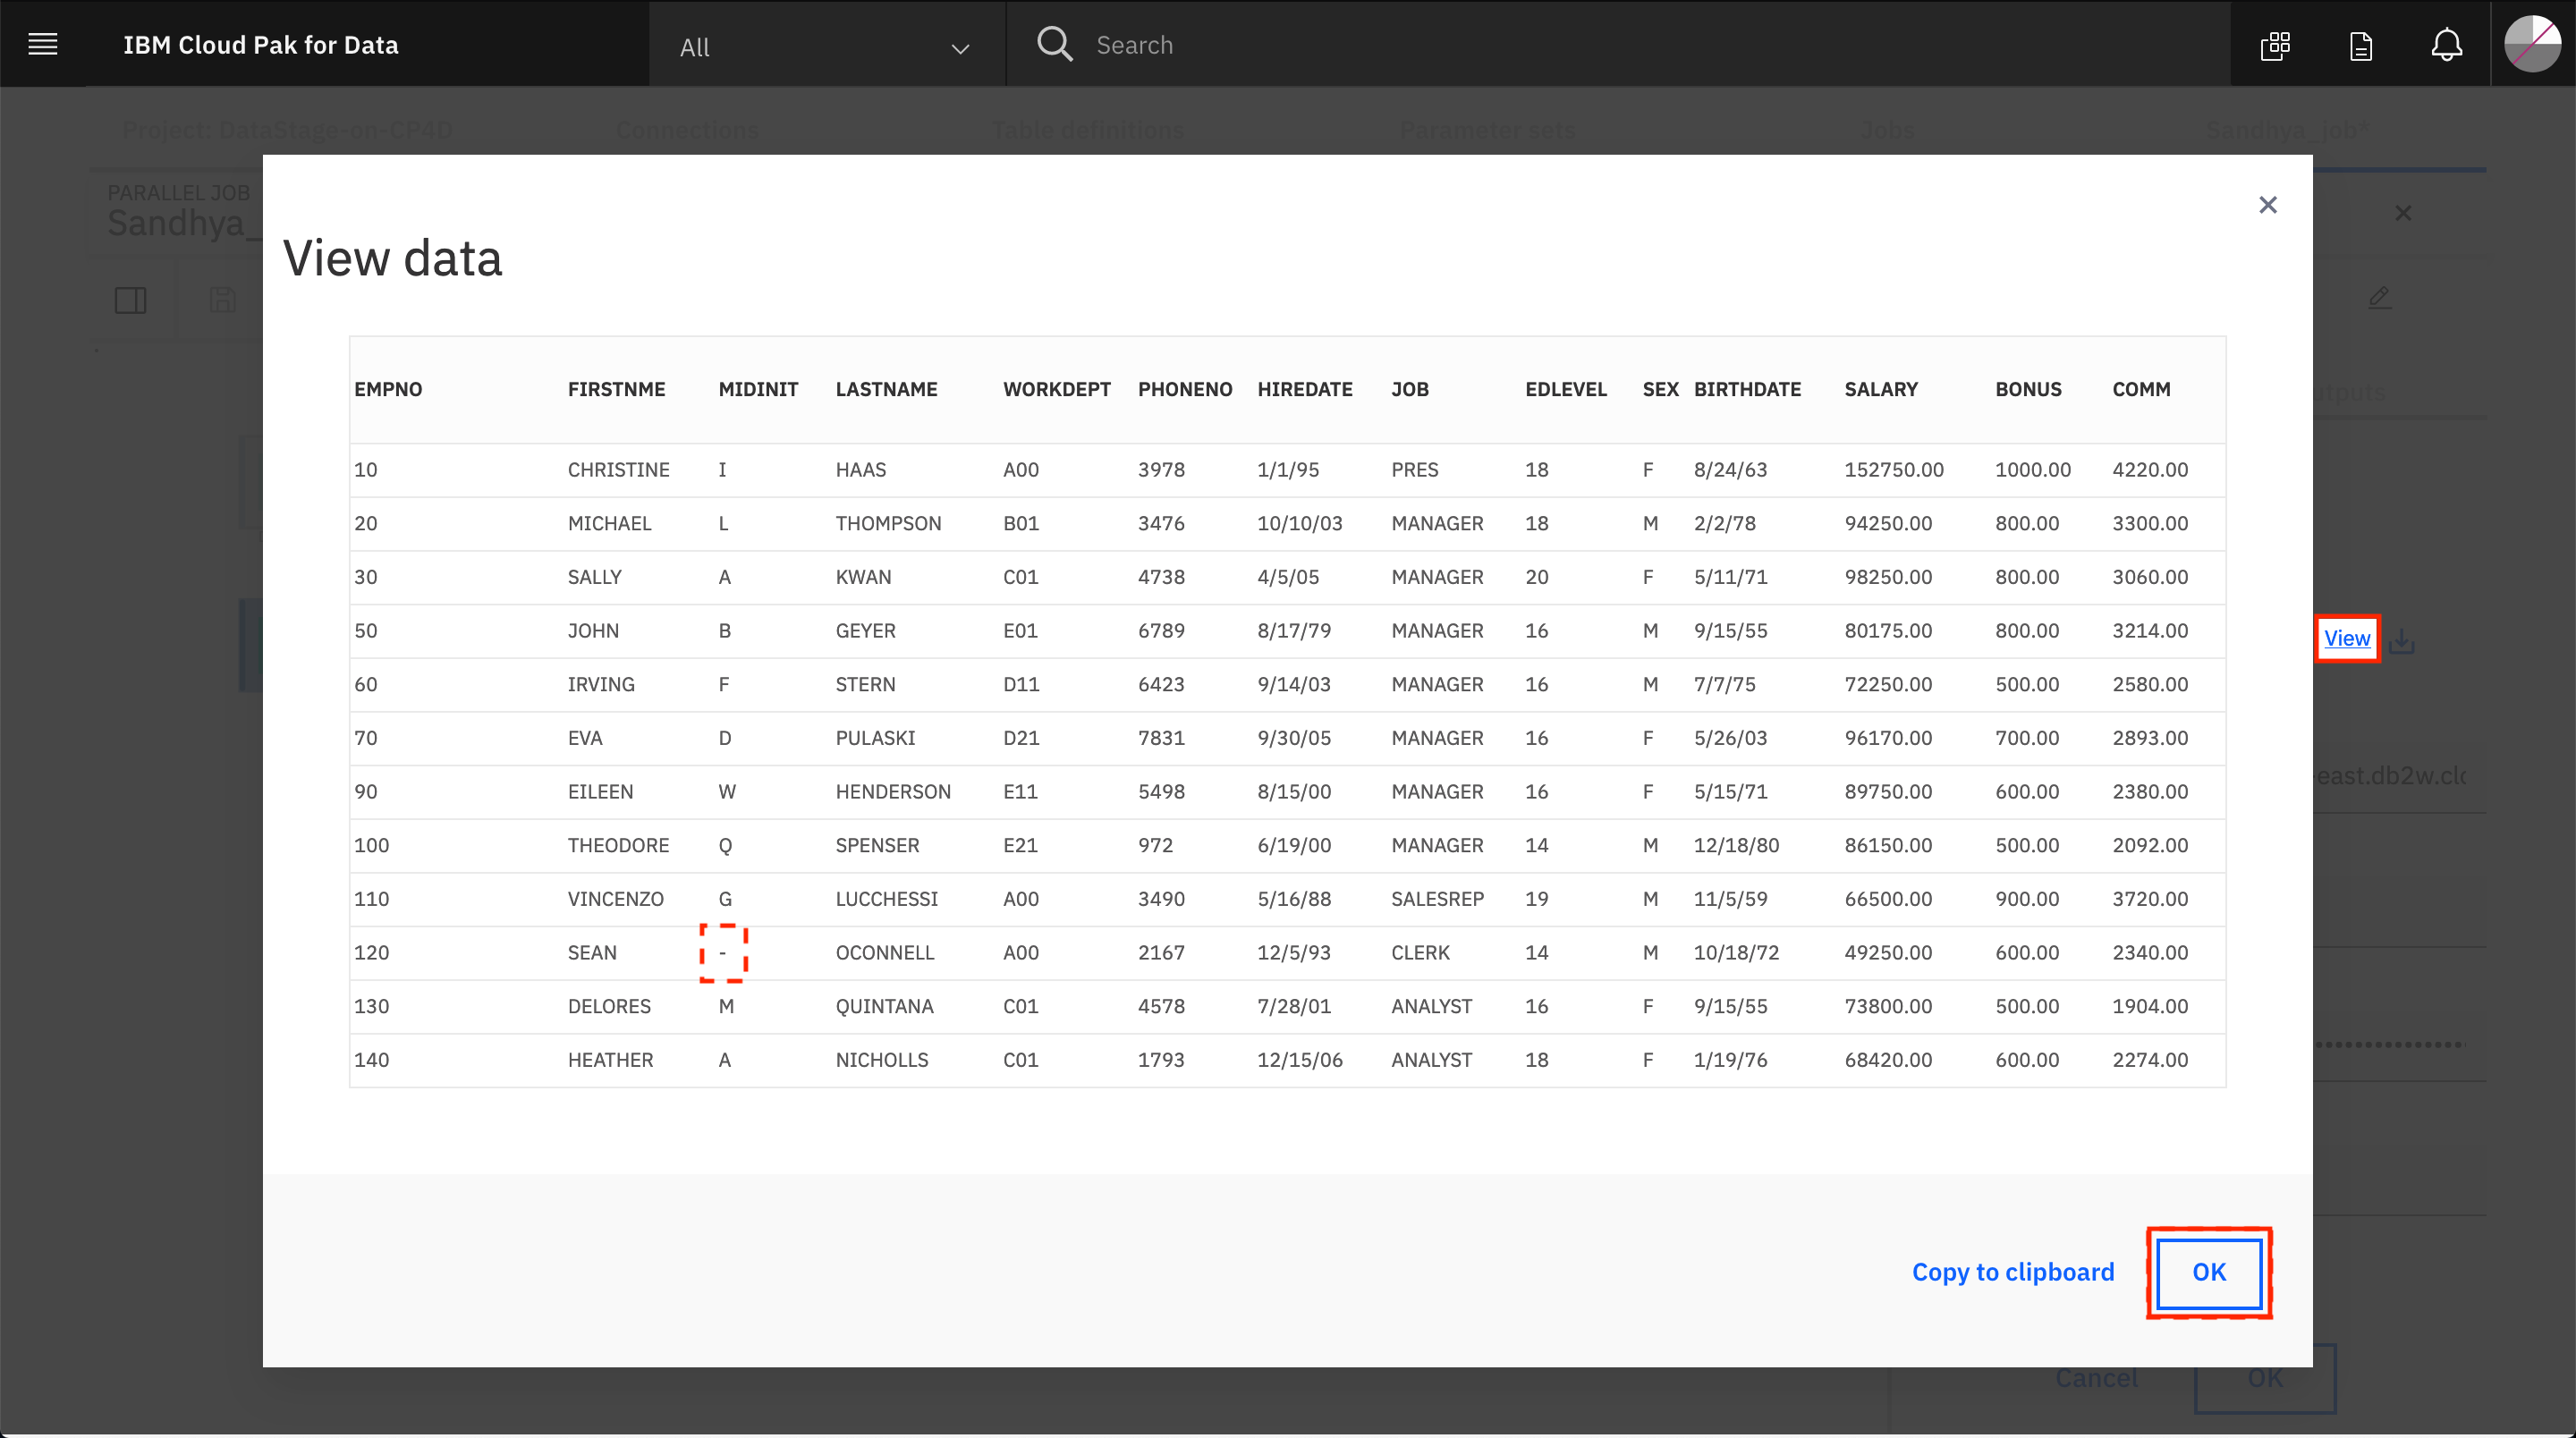 IBM Cloud Pak for Data All Search
Project: DataStage-on-CP4D Connections Table definitions Parameter sets Jobs Sandhya_job*
PARALLEL JOB
Sandhya_
View data
EMPNO FIRSTNME MIDINIT LASTNAME WORKDEPT PHONENO HIREDATE JOB EDLEVEL SEX BIRTHDATE SALARY BONUS COMM
10 CHRISTINE I HAAS A00 3978 1/1/95 PRES 18 F 8/24/63 152750.00 1000.00 4220.00
20 MICHAEL L THOMPSON B01 3476 10/10/03 MANAGER 18 M 2/2/78 94250.00 800.00 3300.00
30 SALLY A KWAN C01 4738 4/5/05 MANAGER 20 F 5/11/71 98250.00 800.00 3060.00
50 JOHN B GEYER E01 6789 8/17/79 MANAGER 16 M 9/15/55 80175.00 800.00 3214.00
View
60 IRVING F STERN D11 6423 9/14/03 MANAGER 16 M 7/7/75 72250.00 500.00 2580.00
70 EVA D PULASKI D21 7831 9/30/05 MANAGER 16 F 5/26/03 96170.00 700.00 2893.00
-east.db2w.clo
90 EILEEN W HENDERSON E11 5498 8/15/00 MANAGER 16 F 5/15/71 89750.00 600.00 2380.00
100 THEODORE Q SPENSER E21 972 6/19/00 MANAGER 14 M 12/18/80 86150.00 500.00 2092.00
110 VINCENZO G LUCCHESSI A00 3490 5/16/88 SALESREP 19 M 11/5/59 66500.00 900.00 3720.00
120 SEAN - OCONNELL A00 2167 12/5/93 CLERK 14 M 10/18/72 49250.00 600.00 2340.00
130 DELORES M QUINTANA C01 4578 7/28/01 ANALYST 16 F 9/15/55 73800.00 500.00 1904.00
140 HEATHER A NICHOLLS C01 1793 12/15/06 ANALYST 18 F 1/19/76 68420.00 600.00 2274.00
Copy to clipboard OK
Cancel OK